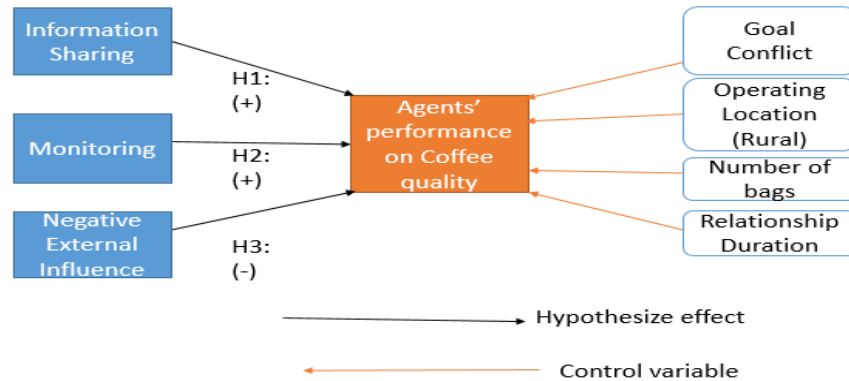 Information
Sharing
H1:
(+)
Monitoring
H2:
(+)
Negative
External
Influence
H3:
(-)
Agents’
performance
on Coffee
quality
Goal
Conflict
Operating
Location
(Rural)
Number of
bags
Relationship
Duration
Hypothesize effect
Control variable